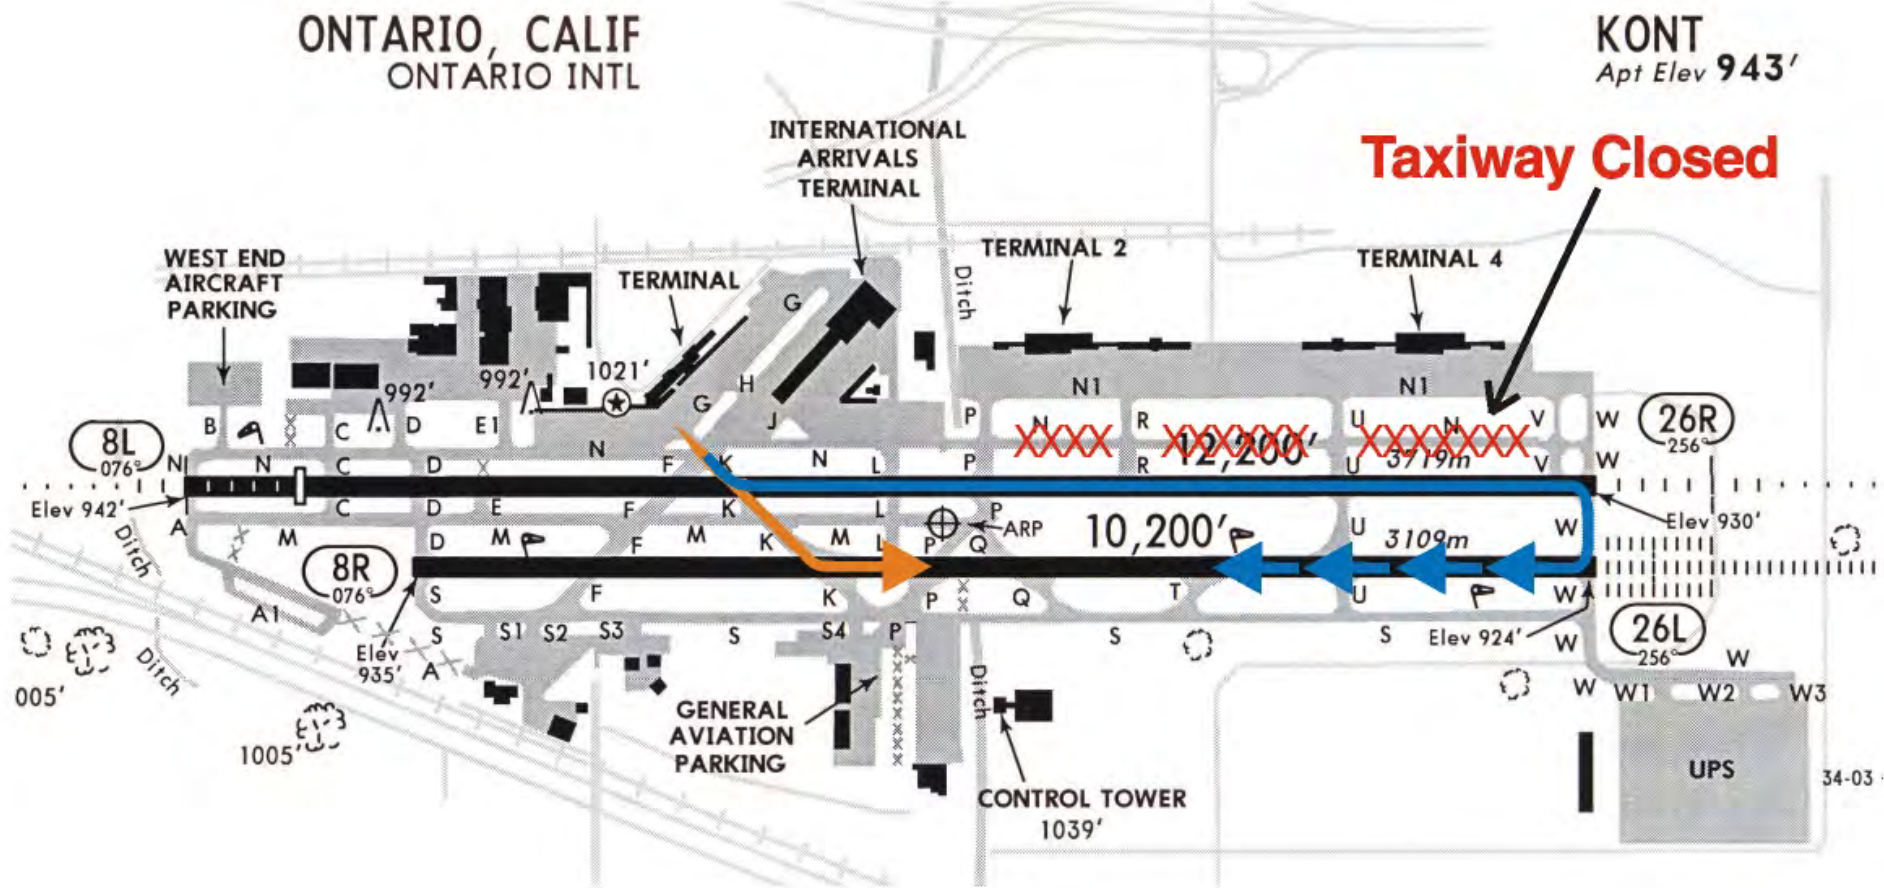 ONTARIO, CALIF
ONTARIO INTL
KONT
Apt Elev 943'
Taxiway Closed
INTERNATIONAL
ARRIVALS
TERMINAL
WEST END
AIRCRAFT
PARKING
TERMINAL
TERMINAL 2
TERMINAL 4
Ditch
G
992'
992'
1021'
H
G
J
N1
N1
B
C
D
E1
N
P
N
R
U
N
V
W
8L
076°
26R
256°
N
N
C
D
F
K
N
L
P
R
12,200'
U
3719m
V
W
Elev 942'
A
C
D
E
F
K
L
P
ARP
Elev 930'
Ditch
M
D
M
F
M
K
M
L
P
Q
10,200'
U
3109m
W
8R
076°
A1
S
F
K
P
Q
T
U
W
Elev 924'
26L
256°
S
S1
S2
S3
S
S4
P
S
S
W
W
Elev
935'
A
Ditch
005'
1005'
GENERAL
AVIATION
PARKING
Ditch
CONTROL TOWER
1039'
W
W1
W2
W3
UPS
34-03